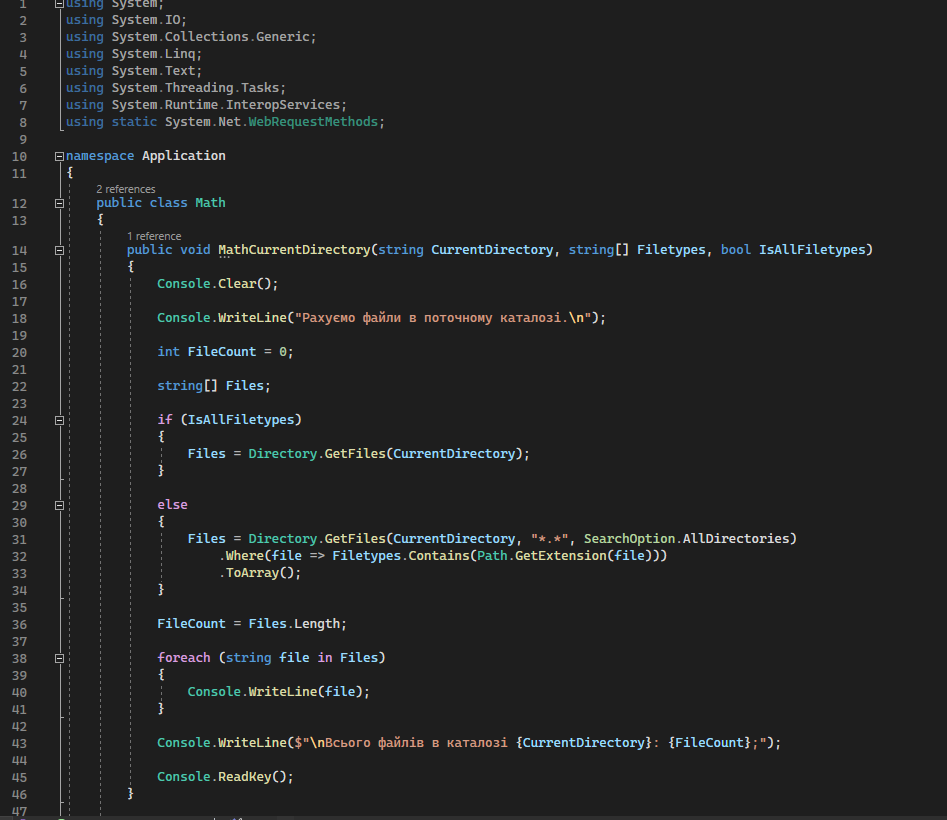 1 using System;
2 using System.IO;
3 using System.Collections.Generic;
4 using System.Linq;
5 using System.Text;
6 using System.Threading.Tasks;
7 using System.Runtime.InteropServices;
8 using static System.Net.WebRequestMethods;
9
10 namespace Application
11 {
2 references
12 public class Math
13 {
1 reference
14 public void MathCurrentDirectory(string CurrentDirectory, string[] Filetypes, bool IsAllFiletypes)
15 {
16 Console.Clear();
17
18 Console.WriteLine("Рахуємо файли в поточному каталозі.\n");
19
20 int FileCount = 0;
21
22 string[] Files;
23
24 if (IsAllFiletypes)
25 {
26 Files = Directory.GetFiles(CurrentDirectory);
27 }
28
29 else
30 {
31 Files = Directory.GetFiles(CurrentDirectory, "*.*", SearchOption.AllDirectories)
32 .Where(file => Filetypes.Contains(Path.GetExtension(file)))
33 .ToArray();
34 }
35
36 FileCount = Files.Length;
37
38 foreach (string file in Files)
39 {
40 Console.WriteLine(file);
41 }
42
43 Console.WriteLine($"\nВсього файлів в каталозі {CurrentDirectory}: {FileCount};");
44
45 Console.ReadKey();
46 }
47